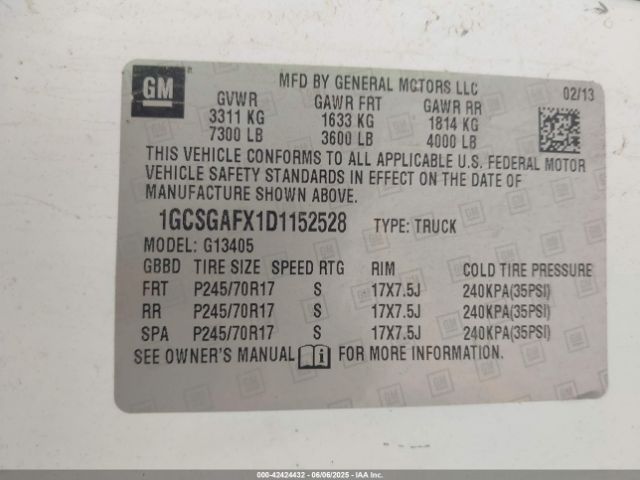 GM
MFD BY GENERAL MOTORS LLC
02/13
GVWR GAWR FRT GAWR RR
3311 KG 1633 KG 1814 KG
7300 LB 3600 LB 4000 LB
THIS VEHICLE CONFORMS TO ALL APPLICABLE U.S. FEDERAL MOTOR
VEHICLE SAFETY STANDARDS IN EFFECT ON THE DATE OF
MANUFACTURE SHOWN ABOVE.
1GCSGAFX1D1152528 TYPE: TRUCK
MODEL: G13405
GBBD TIRE SIZE SPEED RTG RIM COLD TIRE PRESSURE
FRT P245/70R17 S 17X7.5J 240KPA(35PSI)
RR P245/70R17 S 17X7.5J 240KPA(35PSI)
SPA P245/70R17 S 17X7.5J 240KPA(35PSI)
SEE OWNER'S MANUAL i FOR MORE INFORMATION.
000-42424432 - 06/06/2025 - IAA Inc.